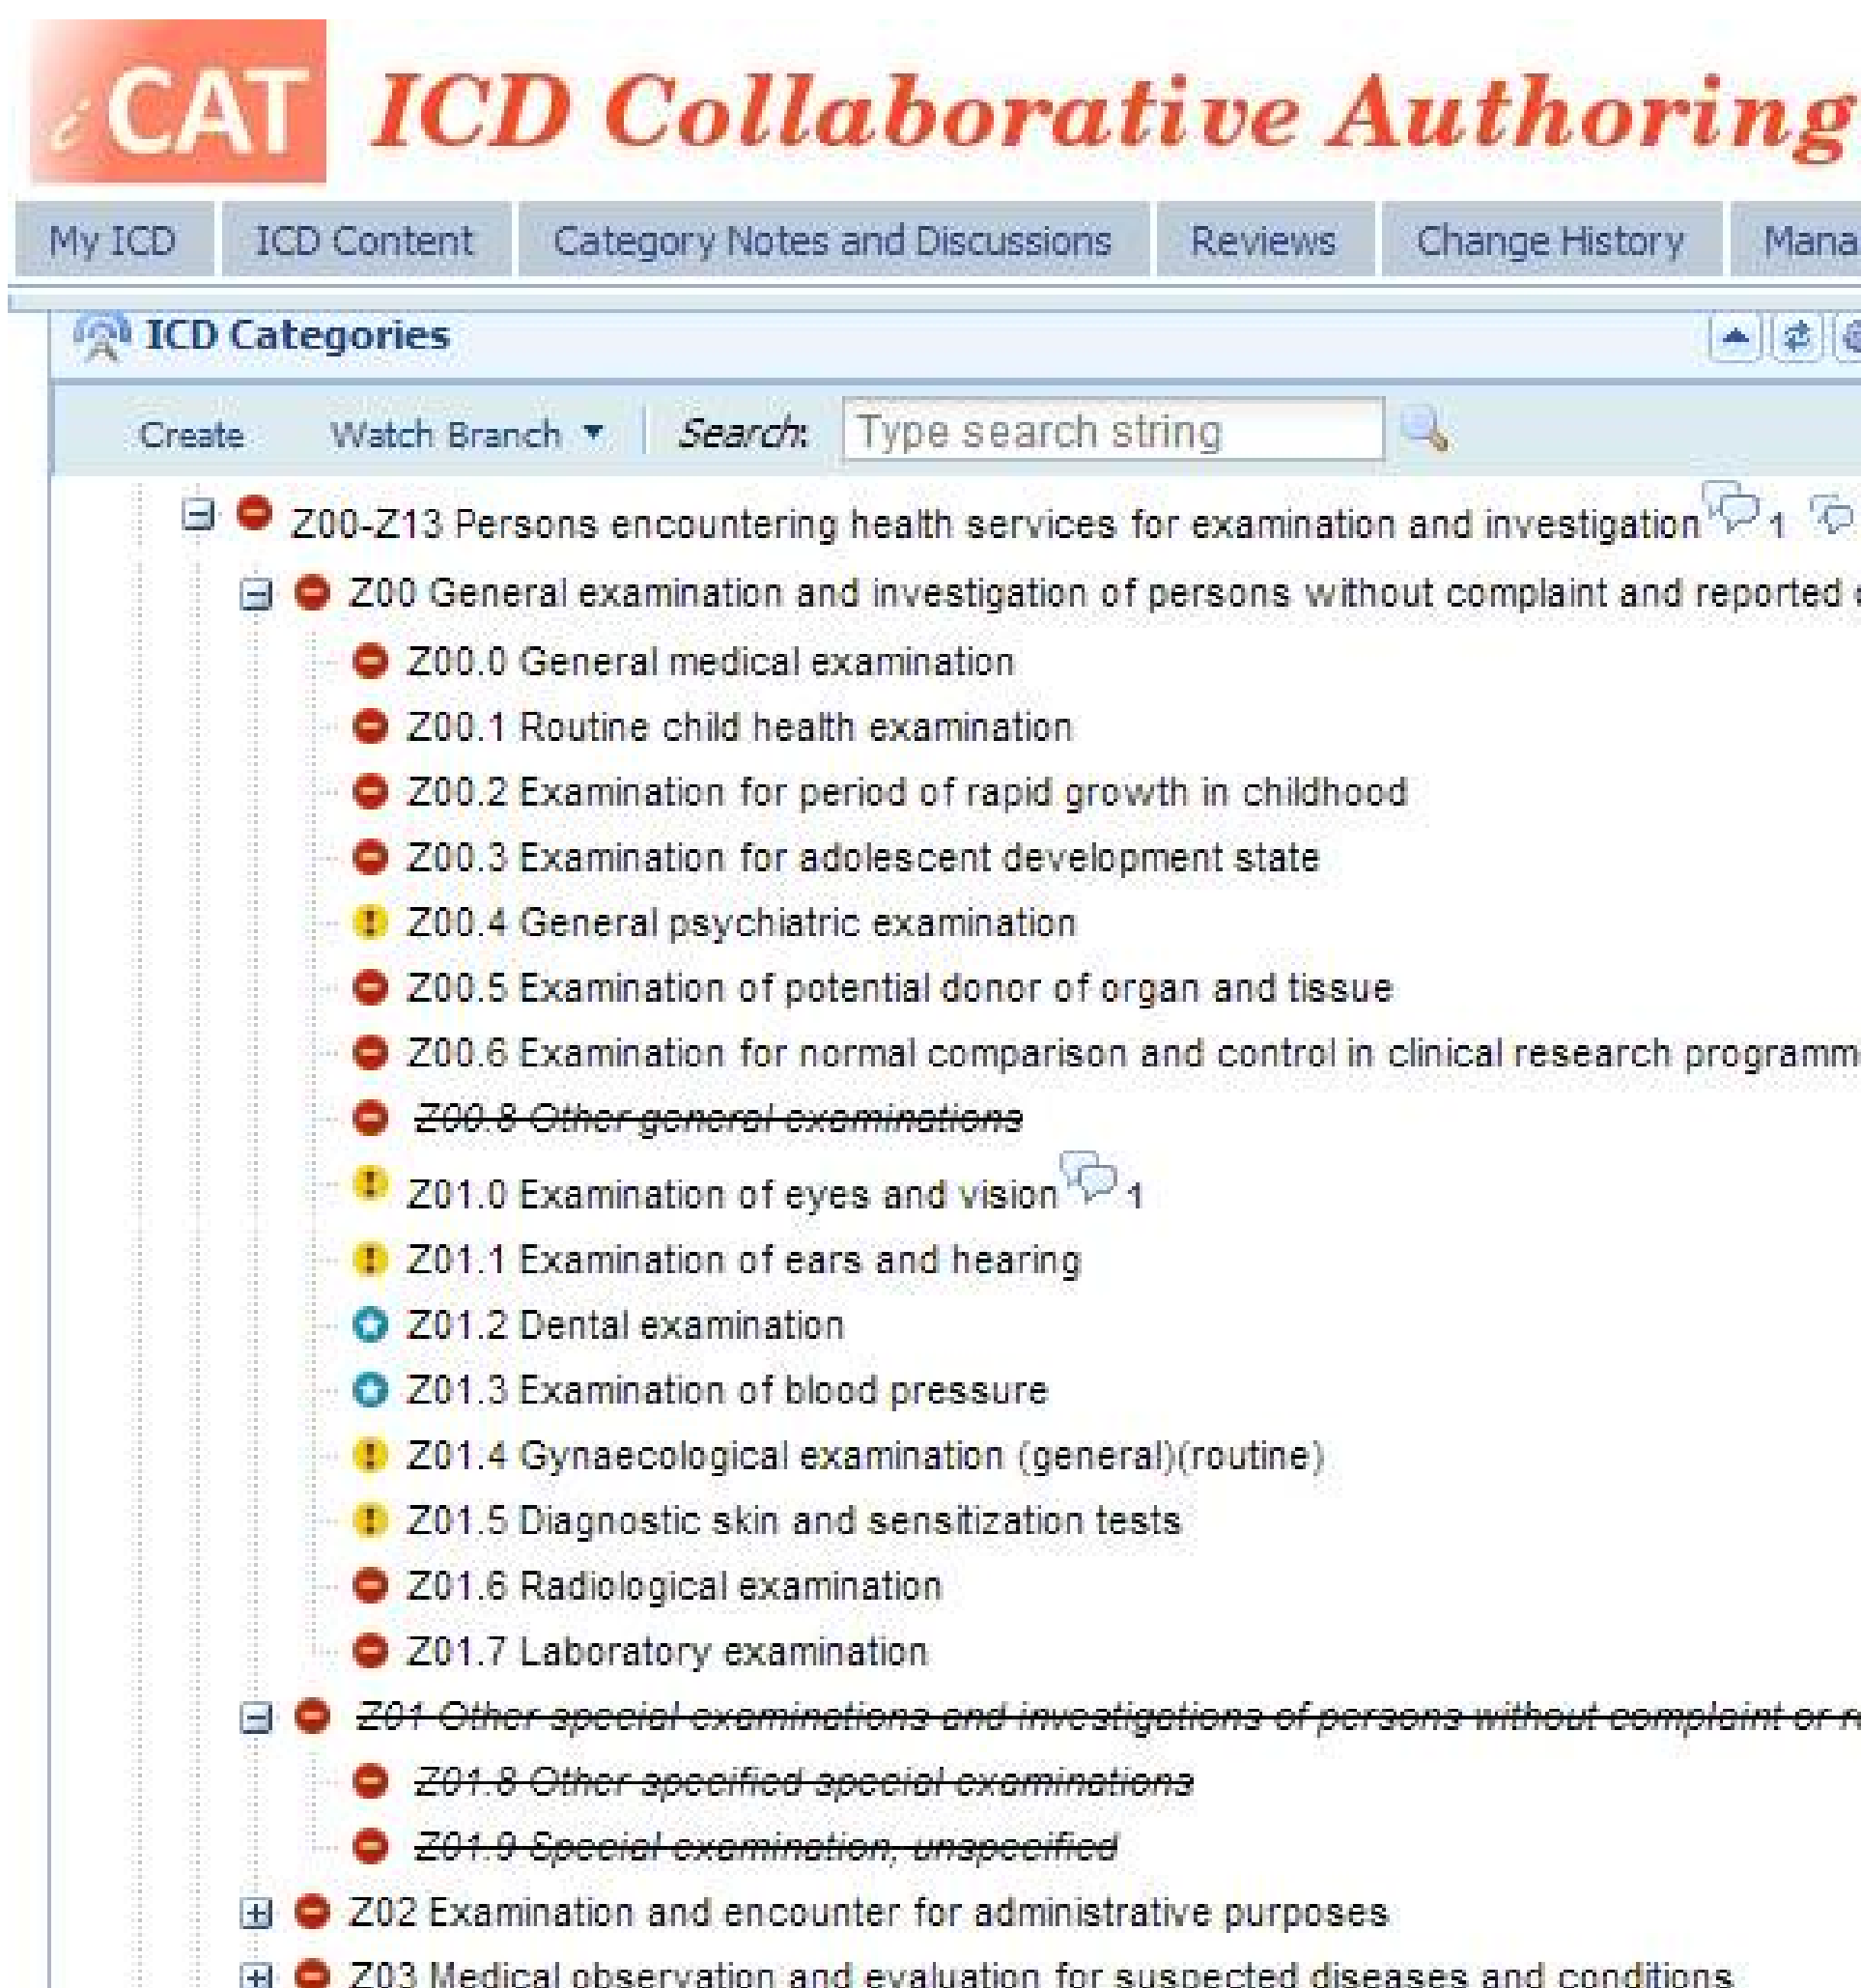 iCAT ICD Collaborative Authoring
My ICD ICD Content Category Notes and Discussions Reviews Change History
ICD Categories
Create Watch Branch Search: Type search string
Z00-Z13 Persons encountering health services for examination and investigation 1
Z00 General examination and investigation of persons without complaint and reported
Z00.0 General medical examination
Z00.1 Routine child health examination
Z00.2 Examination for period of rapid growth in childhood
Z00.3 Examination for adolescent development state
Z00.4 General psychiatric examination
Z00.5 Examination of potential donor of organ and tissue
Z00.6 Examination for normal comparison and control in clinical research programm
Z00.8 Other general examinations
Z01.0 Examination of eyes and vision 1
Z01.1 Examination of ears and hearing
Z01.2 Dental examination
Z01.3 Examination of blood pressure
Z01.4 Gynaecological examination (general)(routine)
Z01.5 Diagnostic skin and sensitization tests
Z01.6 Radiological examination
Z01.7 Laboratory examination
Z01 Other special examinations and investigations of persons without complaint or
Z01.8 Other specified special examinations
Z01.9 Special examination, unspecified
Z02 Examination and encounter for administrative purposes
Z03 Medical observation and evaluation for suspected diseases and conditions